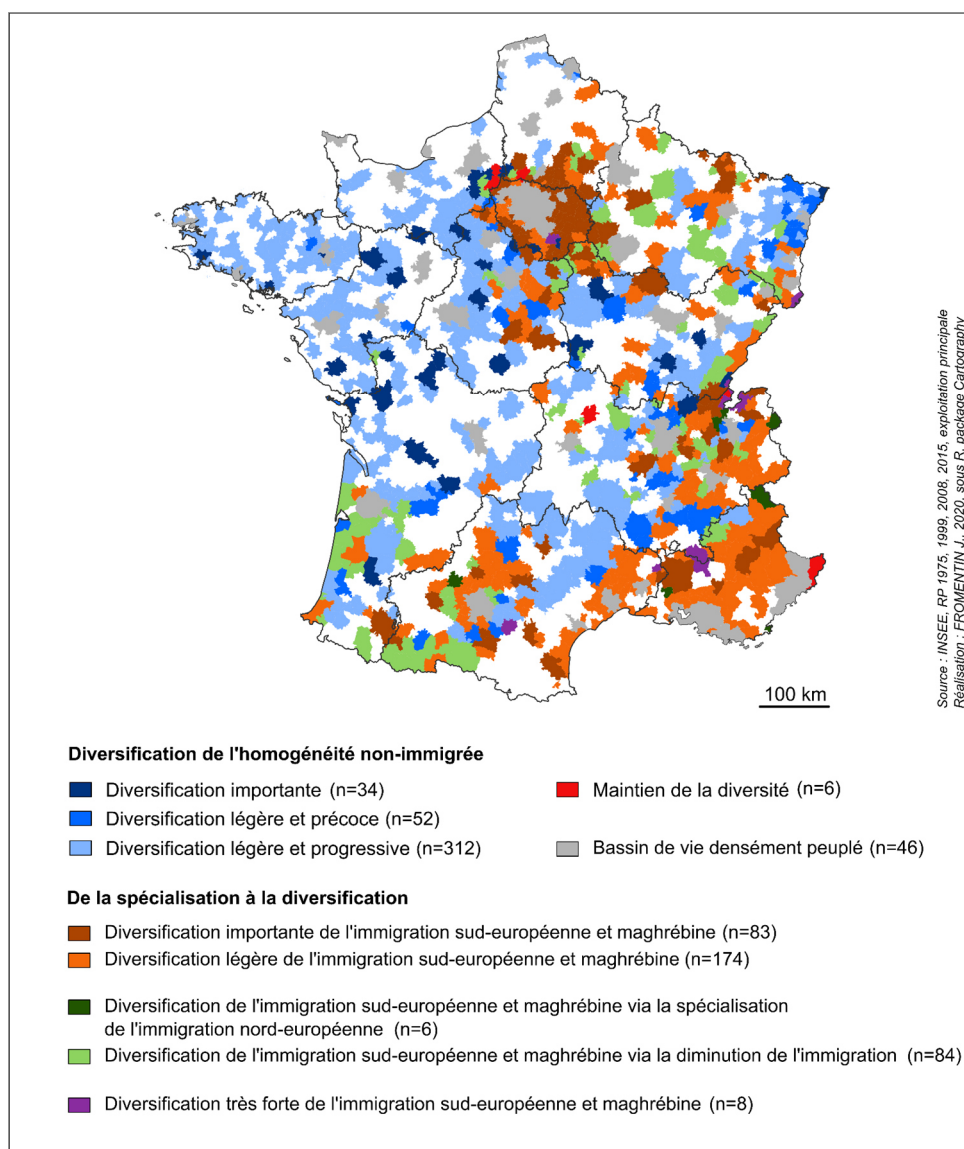 100 km
Source : INSEE, RP 1975, 1999, 2008, 2015, exploitation principale
Réalisation : FROMENTIN J., 2020, sous R, package Cartography
Diversification de l'homogénéité non-immigrée
Diversification importante (n=34)
Maintien de la diversité (n=6)
Diversification légère et précoce (n=52)
Diversification légère et progressive (n=312)
Bassin de vie densément peuplé (n=46)
De la spécialisation à la diversification
Diversification importante de l'immigration sud-européenne et maghrébine (n=83)
Diversification légère de l'immigration sud-européenne et maghrébine (n=174)
Diversification de l'immigration sud-européenne et maghrébine via la spécialisation
de l'immigration nord-européenne (n=6)
Diversification de l'immigration sud-européenne et maghrébine via la diminution de l'immigration (n=84)
Diversification très forte de l'immigration sud-européenne et maghrébine (n=8)